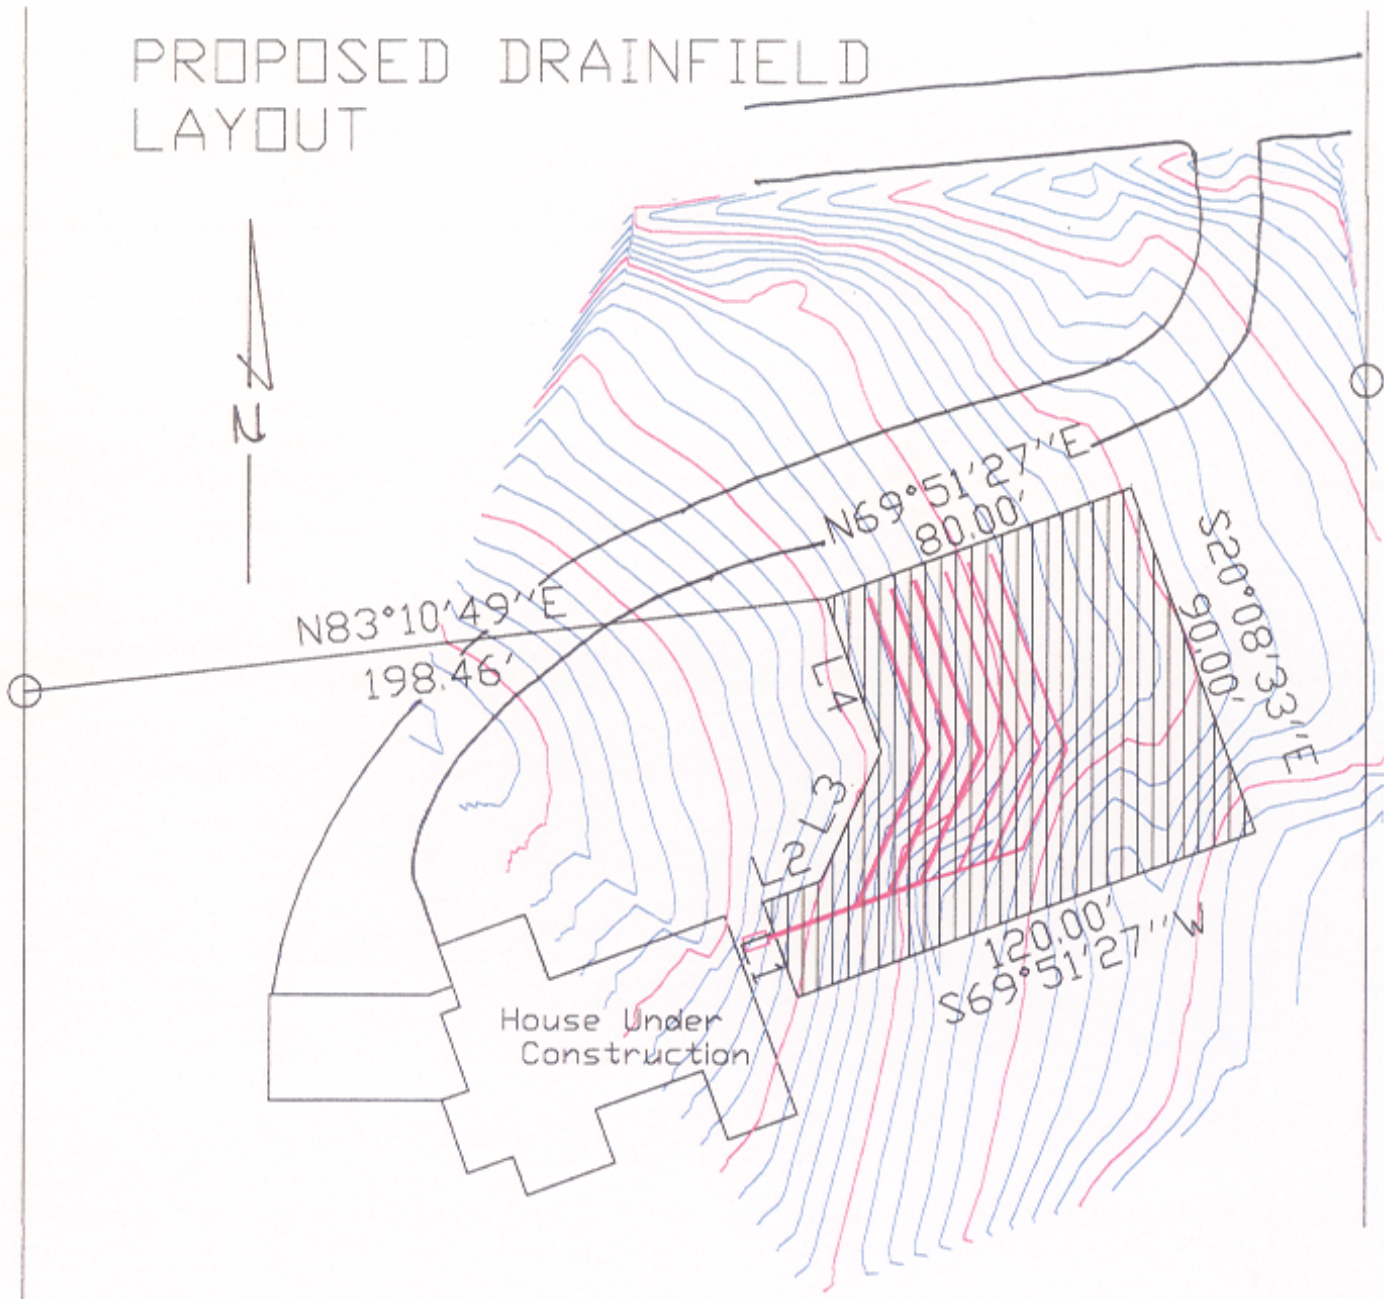 PROPOSED DRAINFIELD
LAYOUT
N
N69°51'27"E
80.00'
S20°08'33"E
90.00'
N83°10'49"E
198.46'
L4
L3
L2
L1
120.00'
S69°51'27"W
House Under
Construction